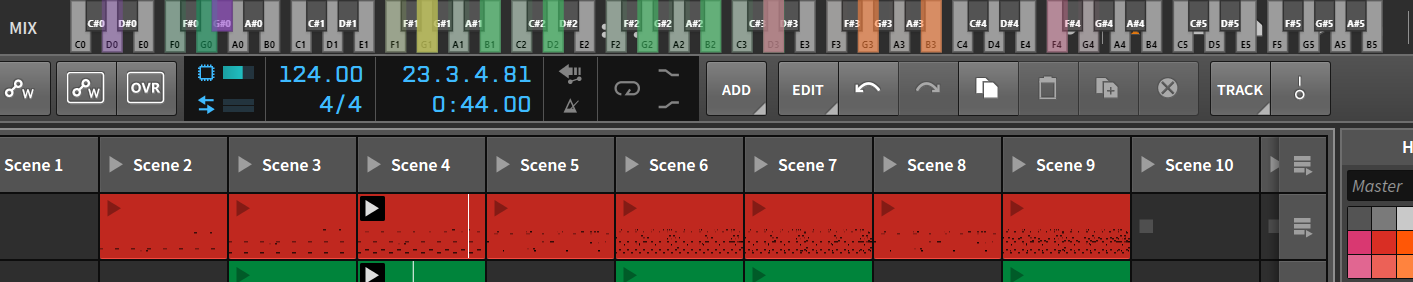 MIX
C#0 D#0 F#0 G#0 A#0 C#1 D#1 F#1 G#1 A#1 C#2 D#2 F#2 G#2 A#2 C#3 D#3 F#3 G#3 A#3 C#4 D#4 F#4 G#4 A#4 C#5 D#5 F#5 G#5 A#5
C0 D0 E0 F0 G0 A0 B0 C1 D1 E1 F1 G1 A1 B1 C2 D2 E2 F2 G2 A2 B2 C3 D3 E3 F3 G3 A3 B3 C4 D4 E4 F4 G4 A4 B4 C5 D5 E5 F5 G5 A5 B5
W W OVR 124.00 23.3.4.81 ADD EDIT TRACK
4/4 0:44.00
Scene 1 Scene 2 Scene 3 Scene 4 Scene 5 Scene 6 Scene 7 Scene 8 Scene 9 Scene 10 H
Master